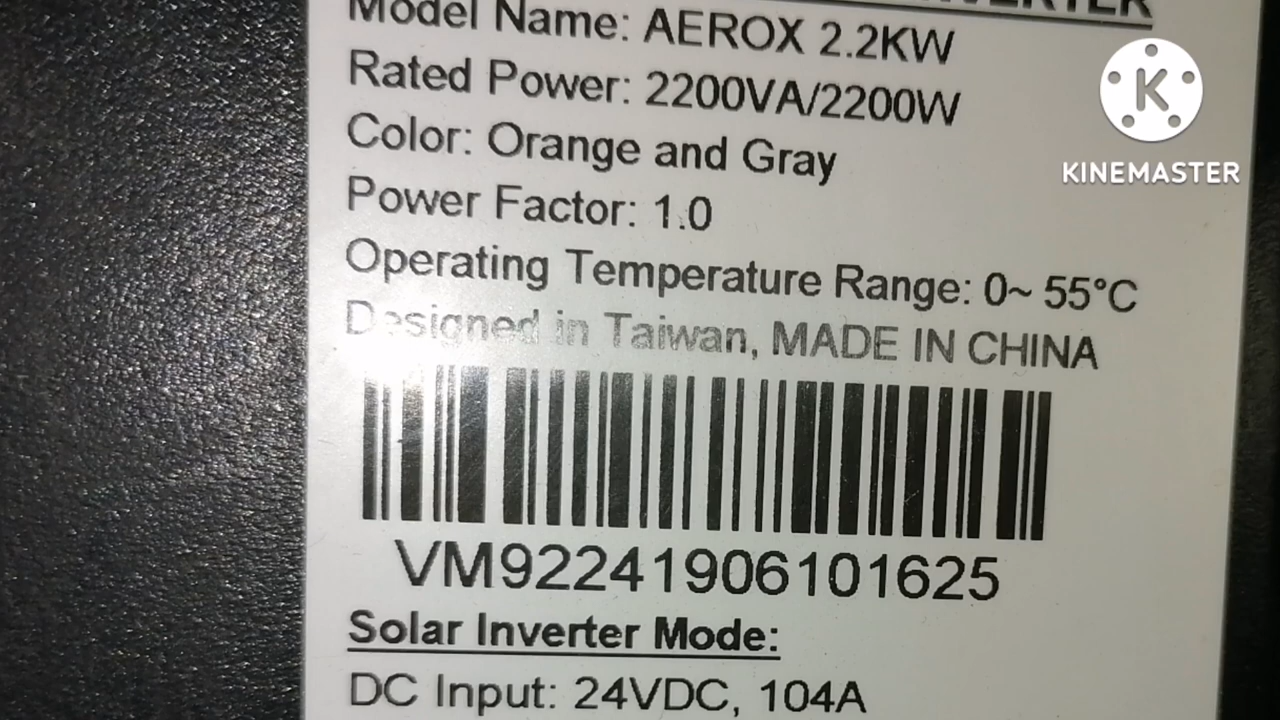 Model Name: AEROX 2.2KW
Rated Power: 2200VA/2200W
Color: Orange and Gray
Power Factor: 1.0
Operating Temperature Range: 0~ 55°C
Designed in Taiwan, MADE IN CHINA
VM92241906101625
Solar Inverter Mode:
DC Input: 24VDC, 104A
K
KINEMASTER